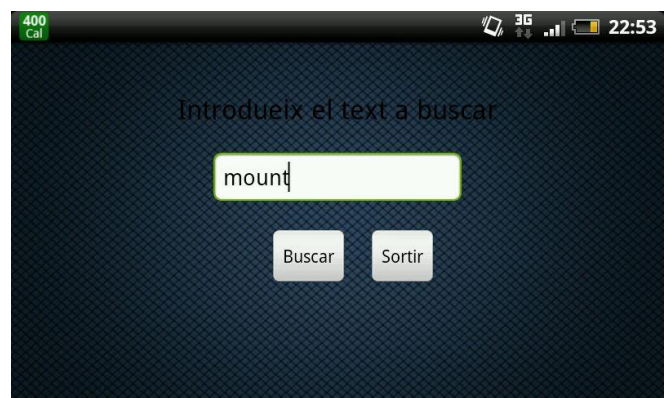 400
Cal
3G
22:53
Introdueix el text a buscar
mount
Buscar
Sortir